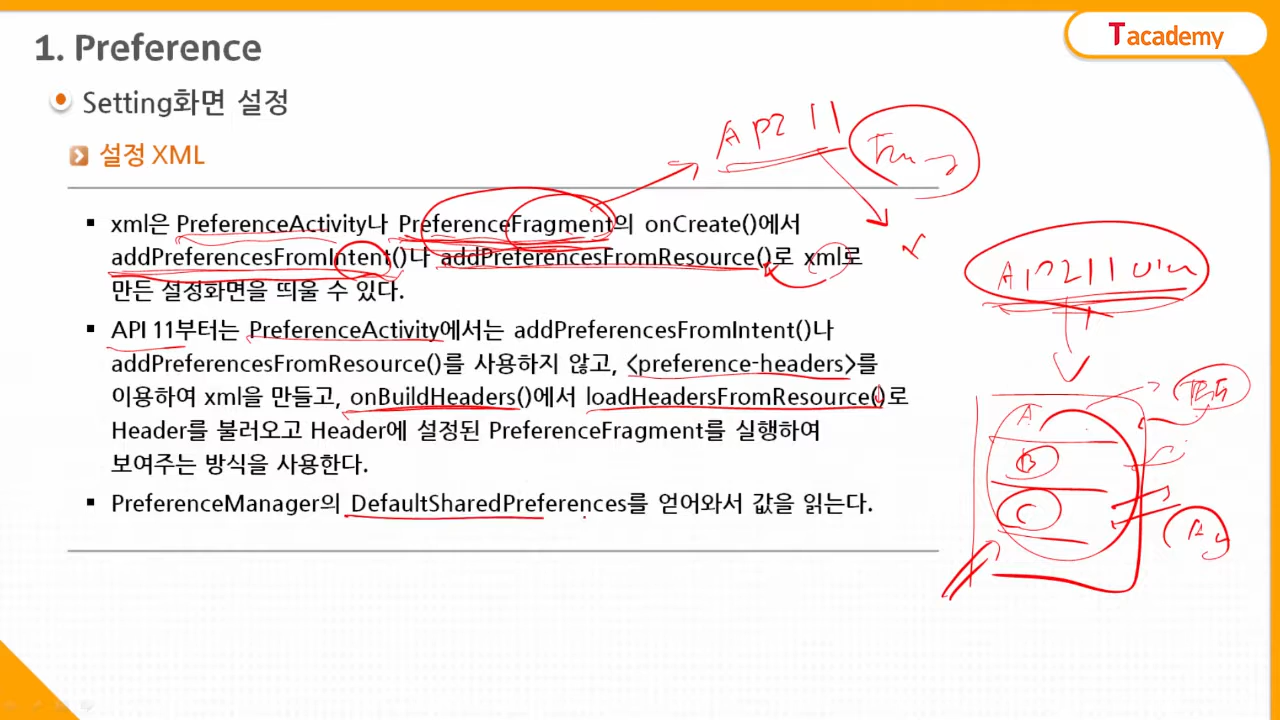 1. Preference
Tacademy
Setting화면 설정
설정 XML
API 11
▪ xml은 PreferenceActivity나 PreferenceFragment의 onCreate()에서
addPreferencesFromIntent()나 addPreferencesFromResource()로 xml로
만든 설정화면을 띄울 수 있다.
▪ API 11부터는 PreferenceActivity에서는 addPreferencesFromIntent()나
addPreferencesFromResource()를 사용하지 않고, <preference-headers>를
이용하여 xml을 만들고, onBuildHeaders()에서 loadHeadersFromResource()로
Header를 불러오고 Header에 설정된 PreferenceFragment를 실행하여
보여주는 방식을 사용한다.
▪ PreferenceManager의 DefaultSharedPreferences를 얻어와서 값을 읽는다.
API 11
A
B
C